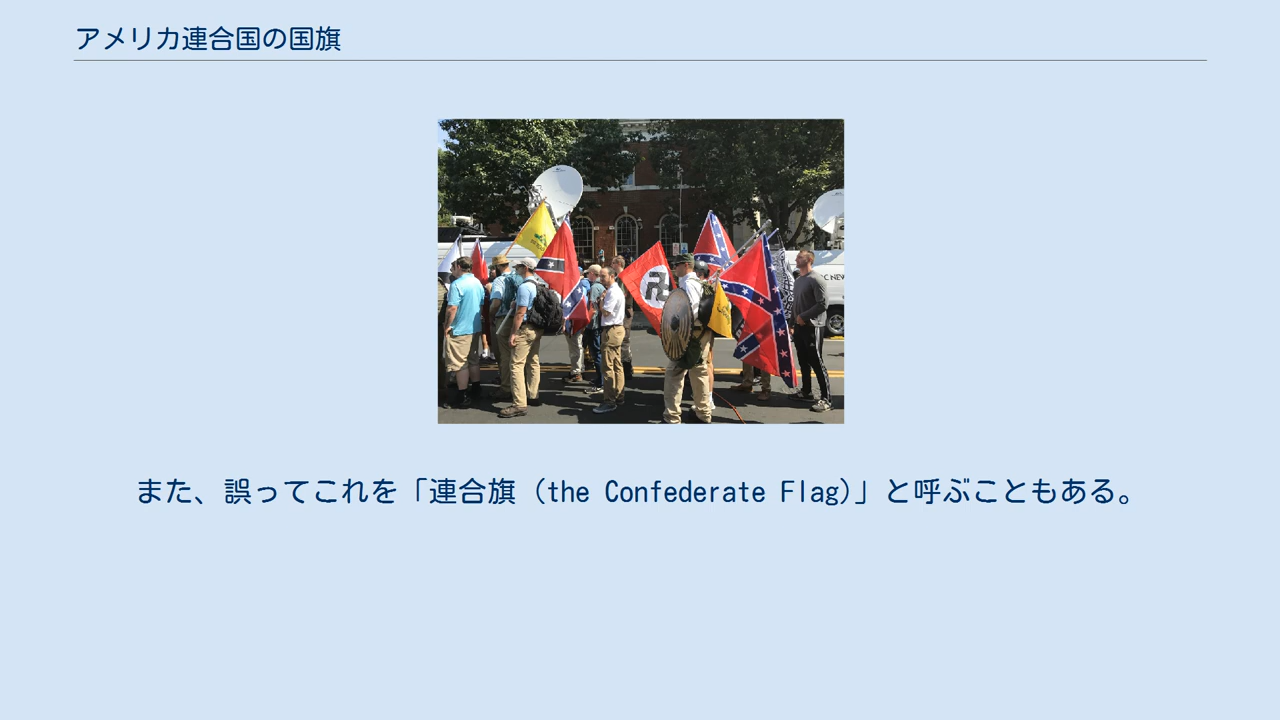 アメリカ連合国の国旗
C NEW
また、誤ってこれを「連合旗 (the Confederate Flag)」と呼ぶこともある。